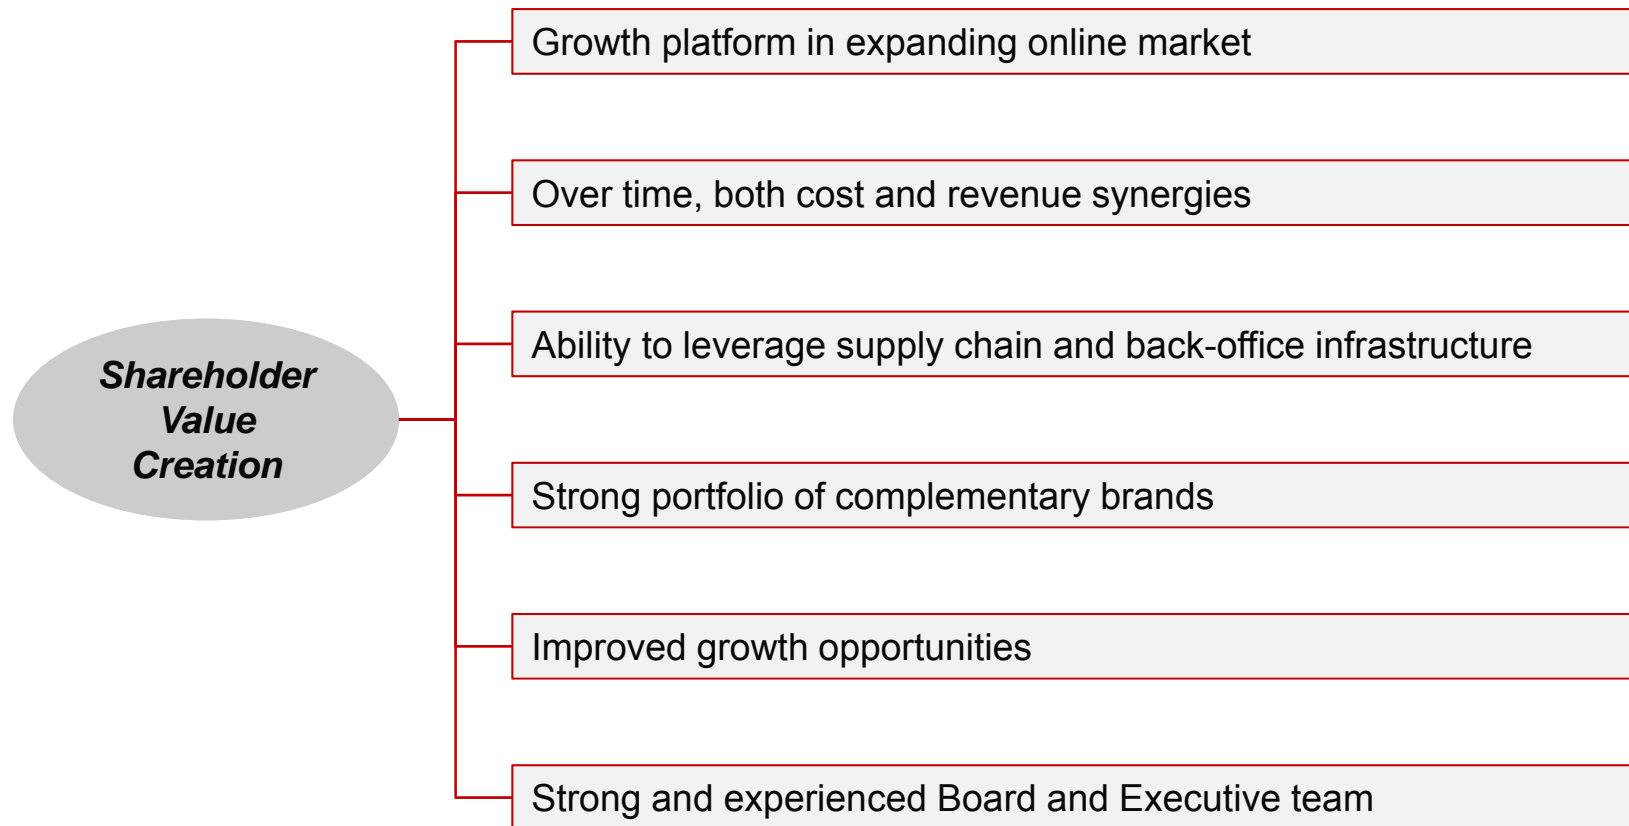 Growth platform in expanding online market
Over time, both cost and revenue synergies
Ability to leverage supply chain and back-office infrastructure
Shareholder
Value
Creation
Strong portfolio of complementary brands
Improved growth opportunities
Strong and experienced Board and Executive team